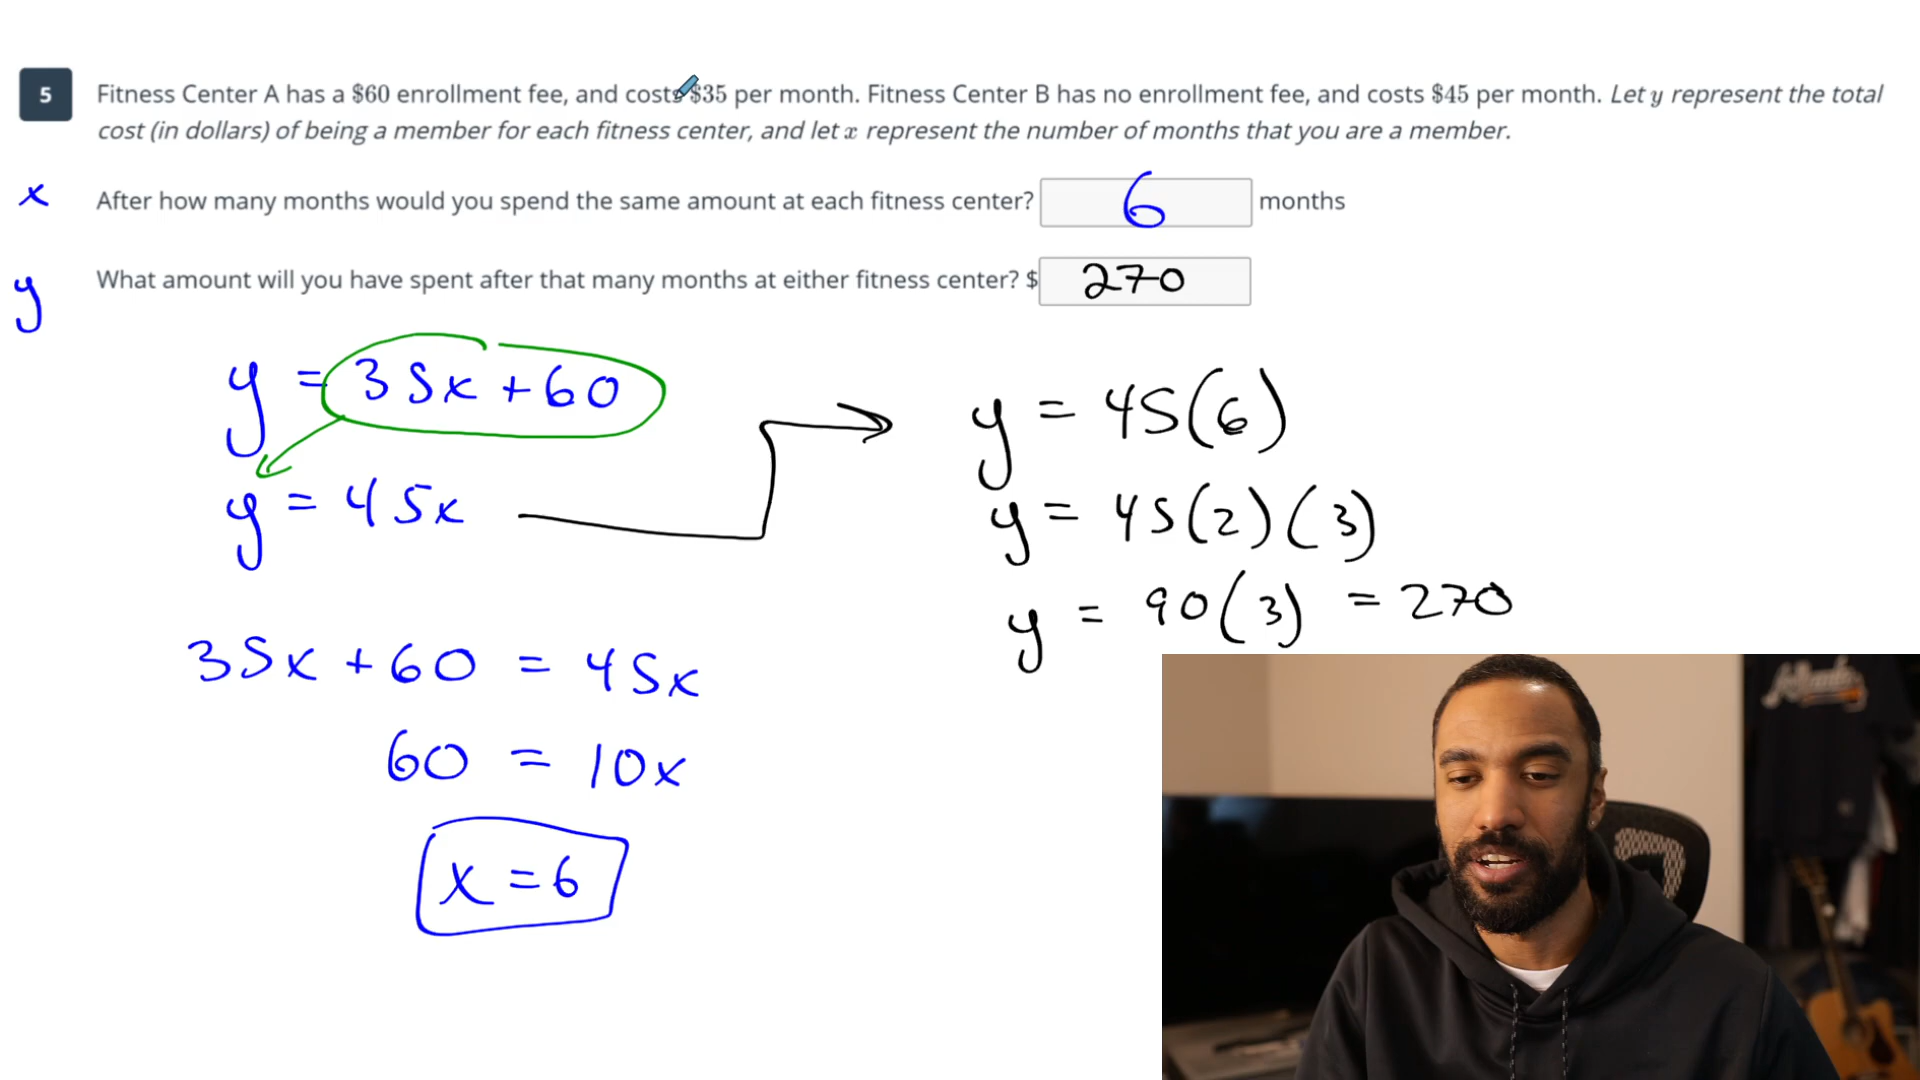 5
Fitness Center A has a $60 enrollment fee, and costs $35 per month. Fitness Center B has no enrollment fee, and costs $45 per month. Let y represent the total
cost (in dollars) of being a member for each fitness center, and let x represent the number of months that you are a member.
x
After how many months would you spend the same amount at each fitness center? 6 months
y
What amount will you have spent after that many months at either fitness center? $ 270
y = 35x + 60
y = 45x
35x + 60 = 45x
60 = 10x
x = 6
y = 45(6)
y = 45(2)(3)
y = 90(3) = 270